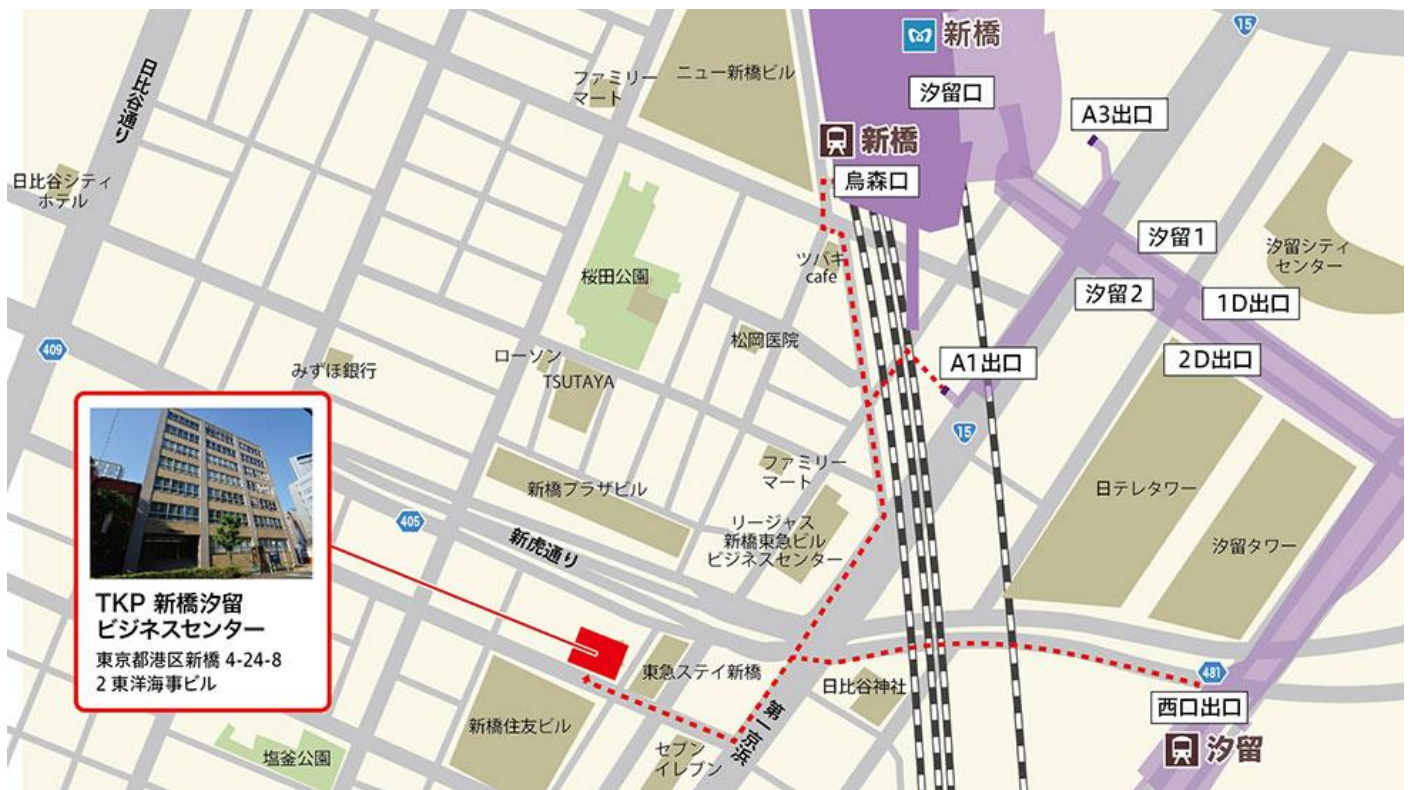 新橋
15
汐留口
ニュー新橋ビル
ファミリー
マート
日比谷通り
A3出口
新橋
烏森口
日比谷シティ
ホテル
汐留1
汐留シティ
センター
ツバキ
cafe
桜田公園
汐留2
1D出口
松岡医院
409
ローソン
みずほ銀行
TSUTAYA
A1出口
2D出口
15
ファミリー
マート
新橋プラザビル
日テレタワー
405
リージャス
新橋東急ビル
ビジネスセンター
新虎通り
汐留タワー
TKP 新橋汐留
ビジネスセンター
東京都港区新橋 4-24-8
2 東洋海事ビル
東急ステイ新橋
日比谷神社
481
西口出口
第一京浜
新橋住友ビル
セブン
イレブン
塩釜公園
汐留